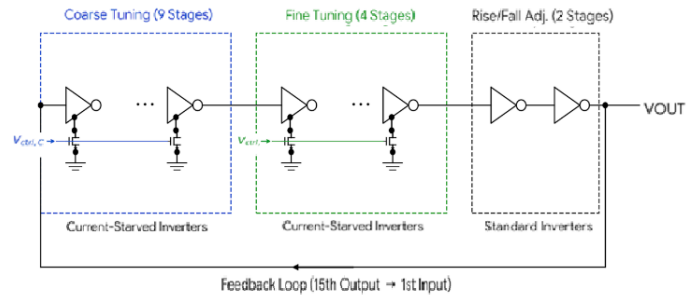 Coarse Tuning (9 Stages)
Fine Tuning (4 Stages)
Rise/Fall Adj. (2 Stages)
...
...
VOUT
Vctrl, C
Current-Starved Inverters
Current-Starved Inverters
Standard Inverters
Feedback Loop (15th Output → 1st Input)